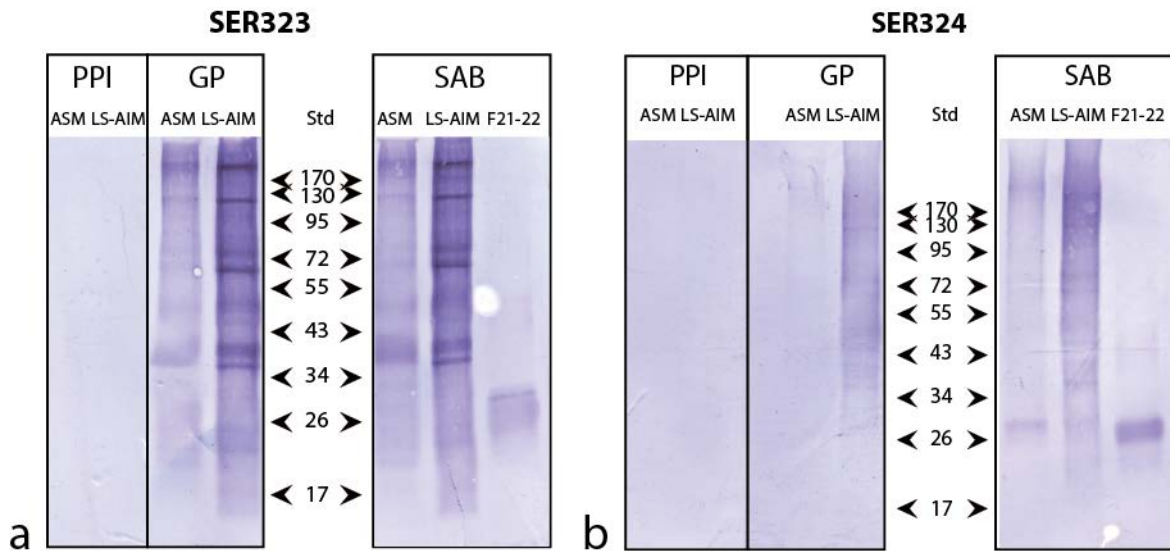 SER323
SER324
PPI GP SAB
ASM LS-AIM ASM LS-AIM Std ASM LS-AIM F21-22
170
130
95
72
55
43
34
26
17
a
PPI GP SAB
ASM LS-AIM ASM LS-AIM Std ASM LS-AIM F21-22
170
130
95
72
55
43
34
26
17
b